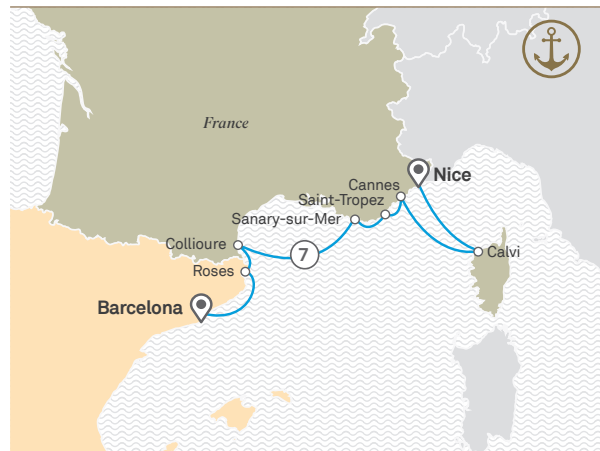 France
Nice
Cannes
Saint-Tropez
Sanary-sur-Mer
Collioure
7
Calvi
Roses
Barcelona